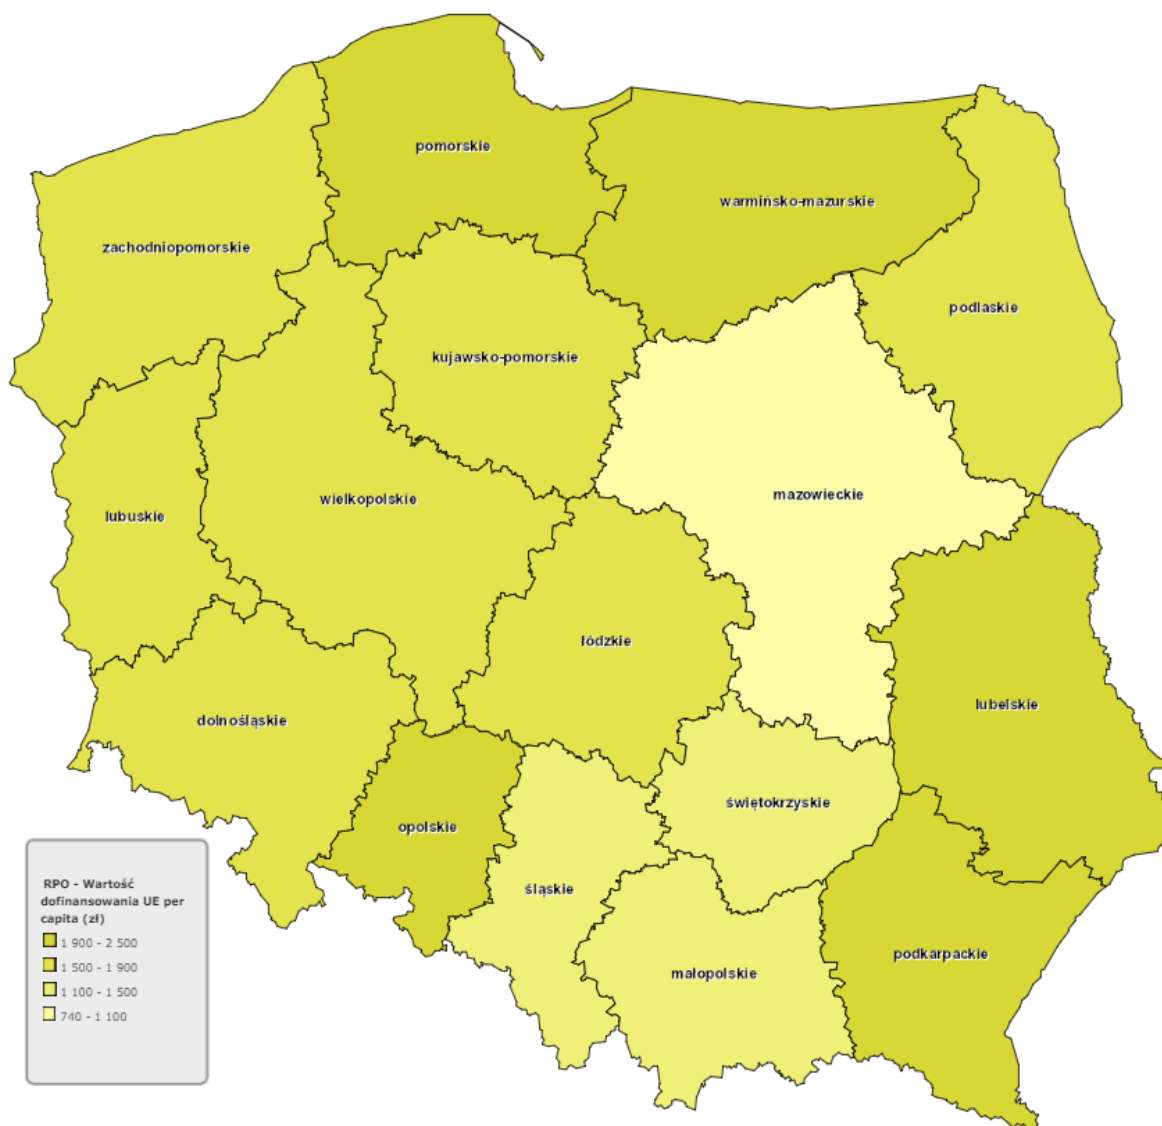 pomorskie
warmińsko-mazurskie
zachodniopomorskie
podlaskie
kujawsko-pomorskie
mazowieckie
wielkopolskie
lubuskie
łódzkie
lubelskie
dolnośląskie
świętokrzyskie
opolskie
śląskie
podkarpackie
małopolskie
RPO - Wartość
dofinansowania UE per
capita (zł)
1 900 - 2 500
1 500 - 1 900
1 100 - 1 500
740 - 1 100